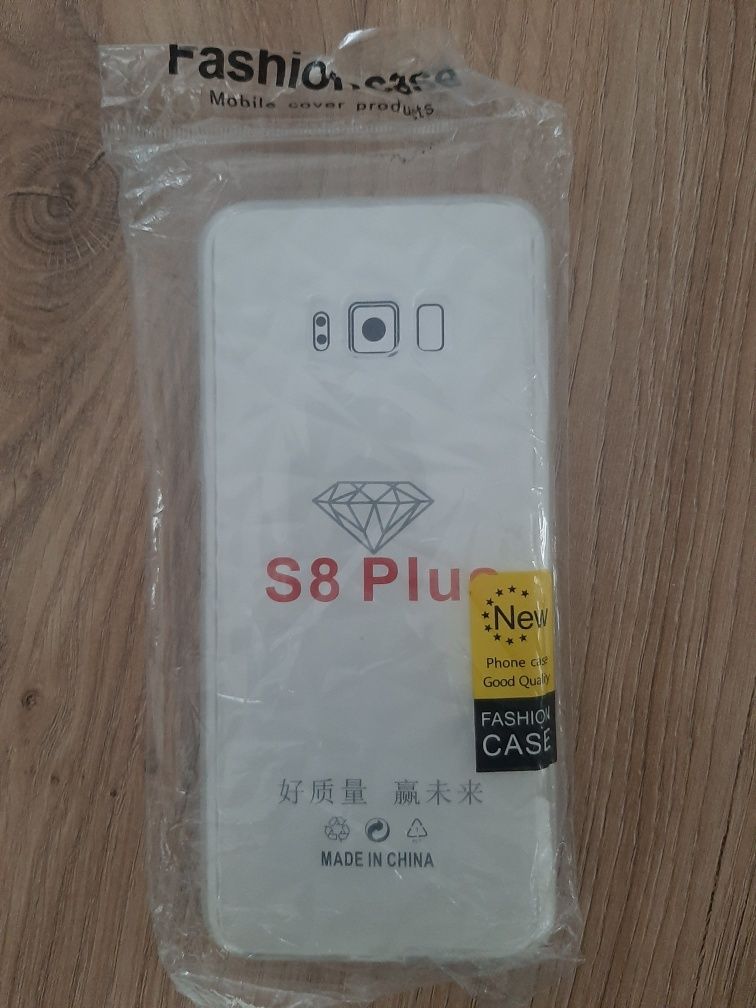 Fashion case
Mobile cover products
S8 Plus
New
Phone case
Good Quality
FASHION
CASE
好质量 赢未来
MADE IN CHINA